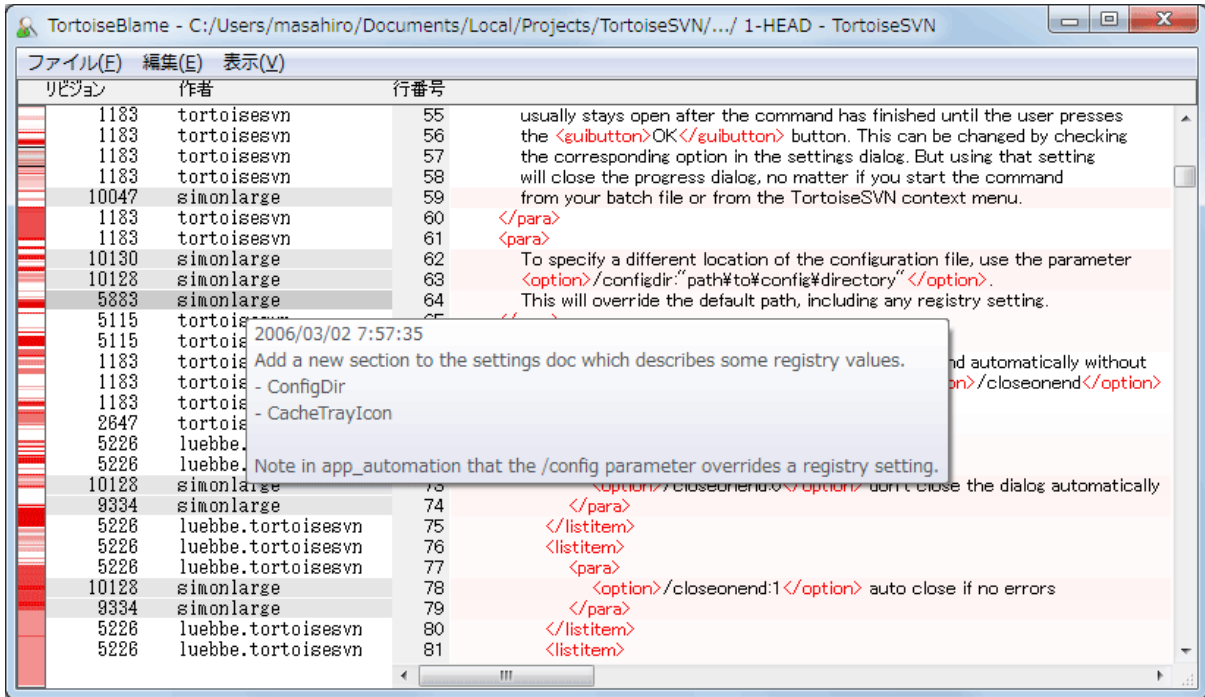 TortoiseBlame - C:/Users/masahiro/Documents/Local/Projects/TortoiseSVN/.../ 1-HEAD - TortoiseSVN
ファイル(F) 編集(E) 表示(V)
リビジョン 作者 行番号
1183 tortoisesvn 55 usually stays open after the command has finished until the user presses
1183 tortoisesvn 56 the <guibutton>OK</guibutton> button. This can be changed by checking
1183 tortoisesvn 57 the corresponding option in the settings dialog. But using that setting
1183 tortoisesvn 58 will close the progress dialog, no matter if you start the command
10047 simonlarge 59 from your batch file or from the TortoiseSVN context menu.
1183 tortoisesvn 60 </para>
1183 tortoisesvn 61 <para>
10130 simonlarge 62 To specify a different location of the configuration file, use the parameter
10128 simonlarge 63 <option>/configdir:"path¥to¥config¥directory"</option>.
5883 simonlarge 64 This will override the default path, including any registry setting.
5115
5115
1183 automatically without
1183 /closeonend</option>
1183
2647
5226 luebbe.
5226 luebbe.
2006/03/02 7:57:35
Add a new section to the settings doc which describes some registry values.
- ConfigDir
- CacheTrayIcon
Note in app_automation that the /config parameter overrides a registry setting.
10128 simonlarge 73 <option>/closeonend:0</option> don't close the dialog automatically
9334 simonlarge 74 </para>
5226 luebbe.tortoisesvn 75 </listitem>
5226 luebbe.tortoisesvn 76 <listitem>
5226 luebbe.tortoisesvn 77 <para>
10128 simonlarge 78 <option>/closeonend:1</option> auto close if no errors
9334 simonlarge 79 </para>
5226 luebbe.tortoisesvn 80 </listitem>
5226 luebbe.tortoisesvn 81 <listitem>